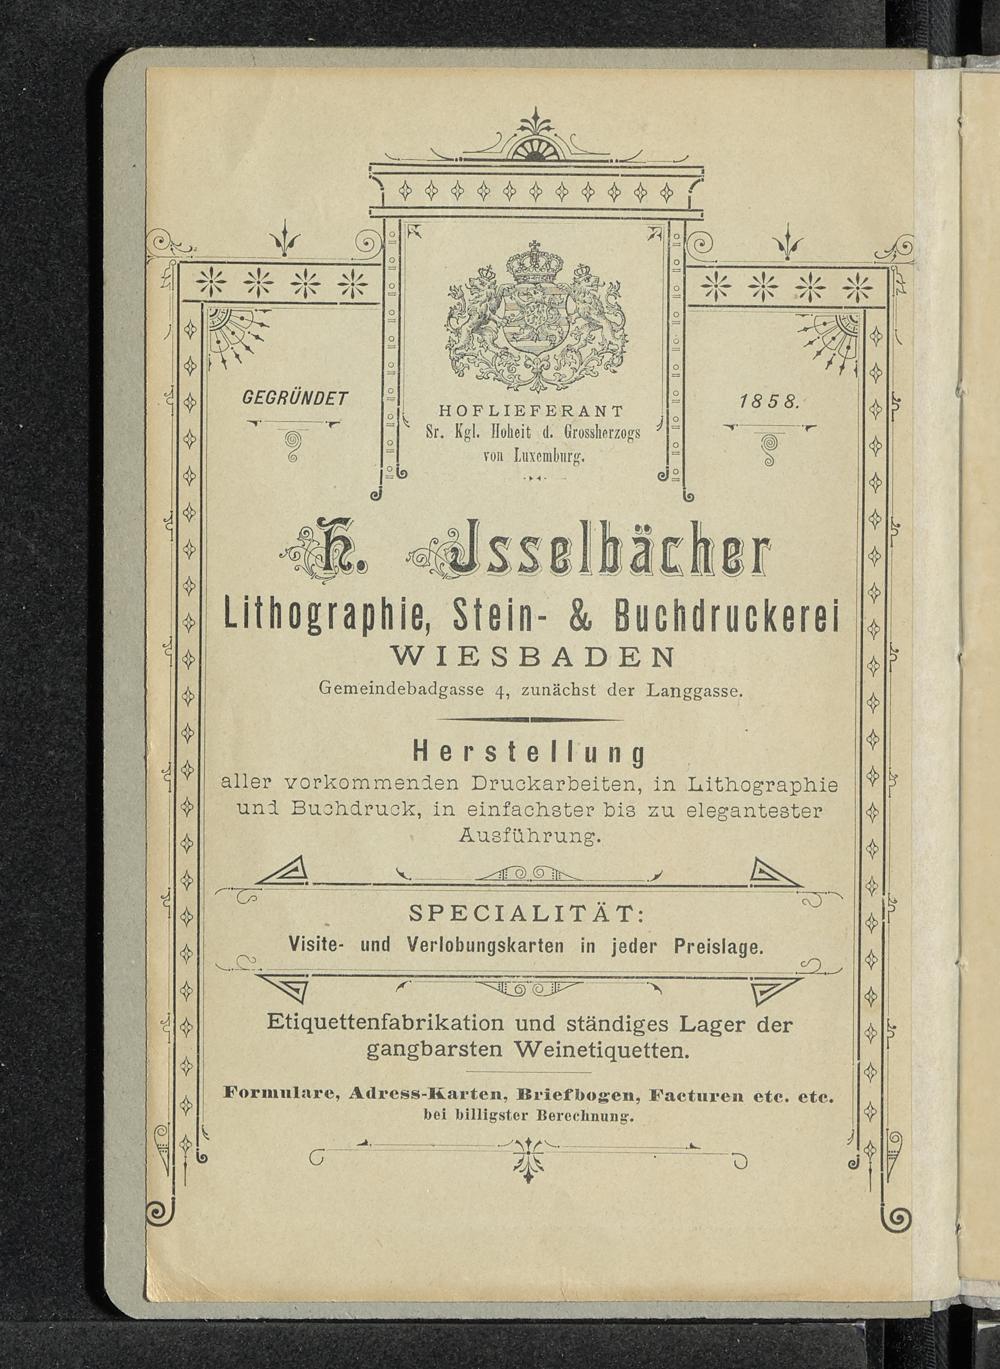 GEGRÜNDET
1858.
HOFLIEFERANT
Sr. Kgl. Hoheit d. Grossherzogs
von Luxemburg.
H. Jsselbächer
Lithographie, Stein- & Buchdruckerei
WIESBADEN
Gemeindebadgasse 4, zunächst der Langgasse.
Herstellung
aller vorkommenden Druckarbeiten, in Lithographie
und Buchdruck, in einfachster bis zu elegantester
Ausführung.
SPECIALITÄT:
Visite- und Verlobungskarten in jeder Preislage.
Etiquettenfabrikation und ständiges Lager der
gangbarsten Weinetiquetten.
Formulare, Adress-Karten, Briefbogen, Facturen etc. etc.
bei billigster Berechnung.